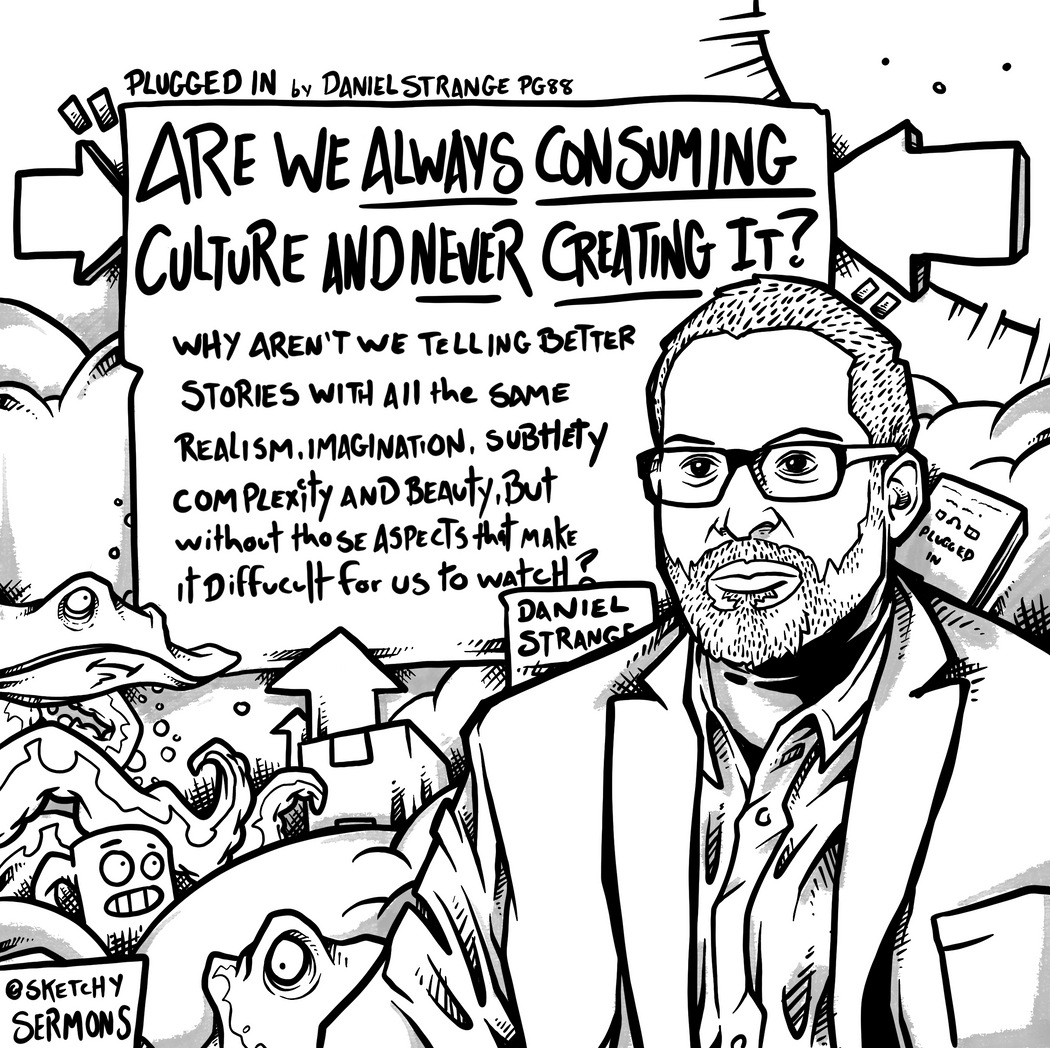 PLUGGED IN by DANIEL STRANGE PG88
ARE WE ALWAYS CONSUMING
CULTURE AND NEVER CREATING IT?
WHY AREN'T WE TELLING BETTER
STORIES WITH All the SAME
REALISM, IMAGINATION, SUBTlETY
COMPLEXity AND BEAUty, But
without thoSE ASPECTS that MAKE
it Diffucult for us to WATCH?
DANIEL
STRANGE
PLUGGED
IN
@SKETCHY
SERMONS